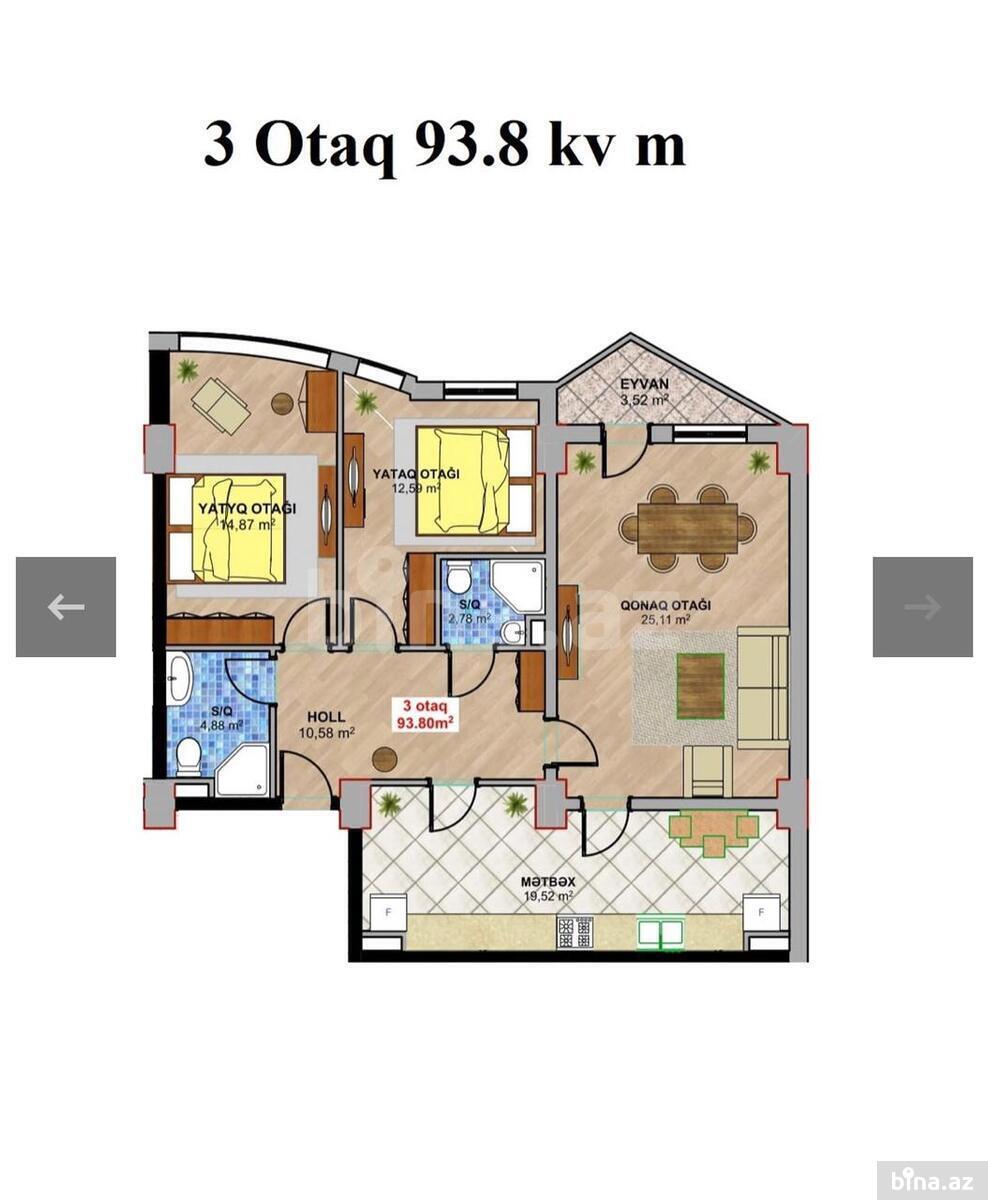 3 Otaq 93.8 kv m
EYVAN
3,52 m²
YATAQ OTAĞI
12,59 m²
YATYQ OTAĞI
14,87 m²
S/Q
2,78 m²
QONAQ OTAĞI
25,11 m²
S/Q
4,88 m²
HOLL
10,58 m²
3 otaq
93.80m²
MƏTBƏX
19,52 m²
F
F
bina.az
bina.az